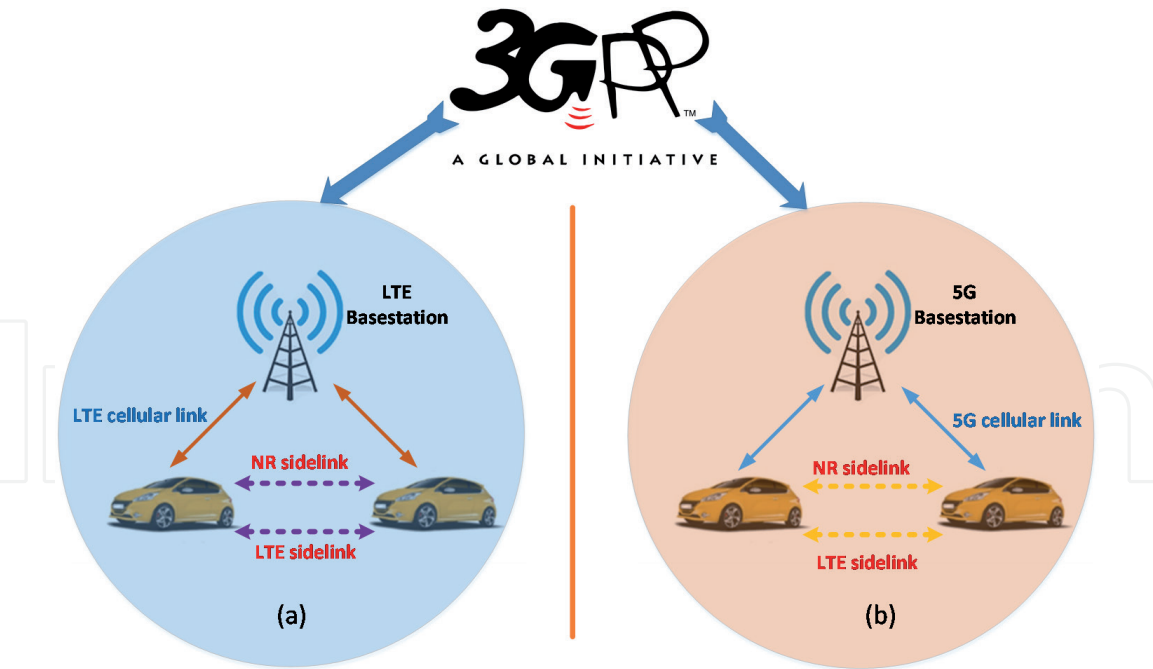 3GPP
TM
A GLOBAL INITIATIVE
LTE
Basestation
LTE cellular link
NR sidelink
LTE sidelink
(a)
5G
Basestation
5G cellular link
NR sidelink
LTE sidelink
(b)